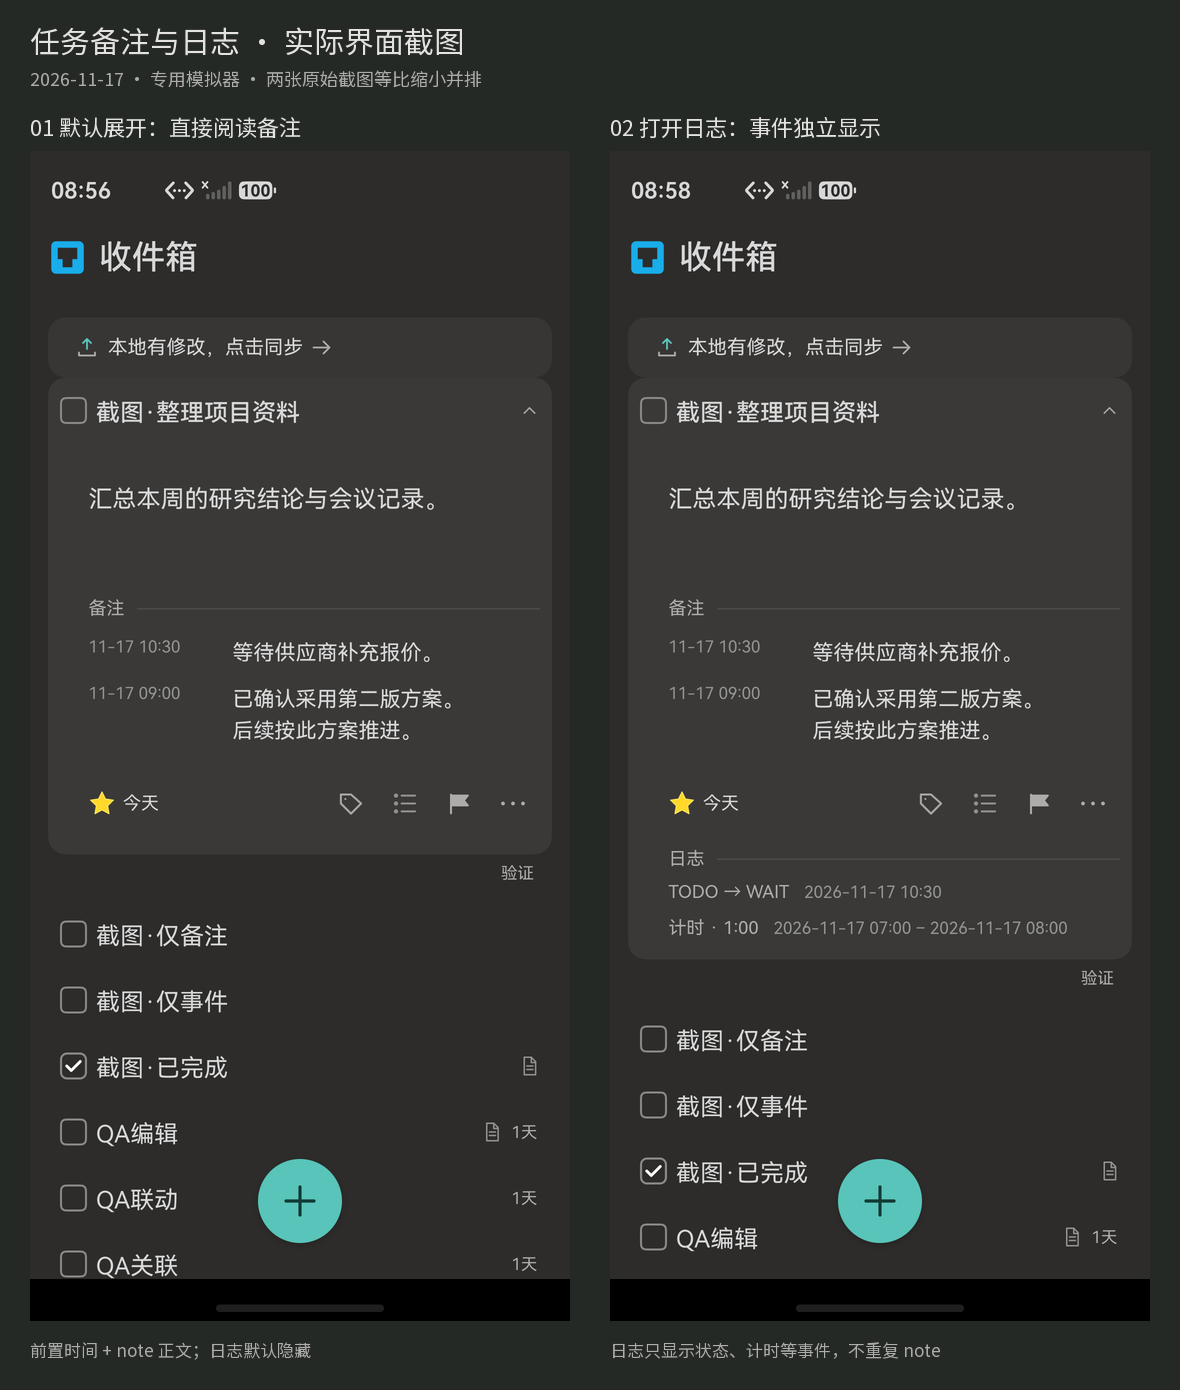 任务备注与日志 · 实际界面截图
2026-11-17 · 专用模拟器 · 两张原始截图等比缩小并排
01 默认展开：直接阅读备注
08:56
100
收件箱
本地有修改，点击同步 →
截图·整理项目资料
汇总本周的研究结论与会议记录。
备注
11-17 10:30 等待供应商补充报价。
11-17 09:00 已确认采用第二版方案。
后续按此方案推进。
今天
验证
截图·仅备注
截图·仅事件
截图·已完成
QA编辑 1天
QA联动 1天
QA关联 1天
前置时间 + note 正文；日志默认隐藏
02 打开日志：事件独立显示
08:58
100
收件箱
本地有修改，点击同步 →
截图·整理项目资料
汇总本周的研究结论与会议记录。
备注
11-17 10:30 等待供应商补充报价。
11-17 09:00 已确认采用第二版方案。
后续按此方案推进。
今天
日志
TODO → WAIT 2026-11-17 10:30
计时 · 1:00 2026-11-17 07:00 – 2026-11-17 08:00
验证
截图·仅备注
截图·仅事件
截图·已完成
QA编辑 1天
日志只显示状态、计时等事件，不重复 note